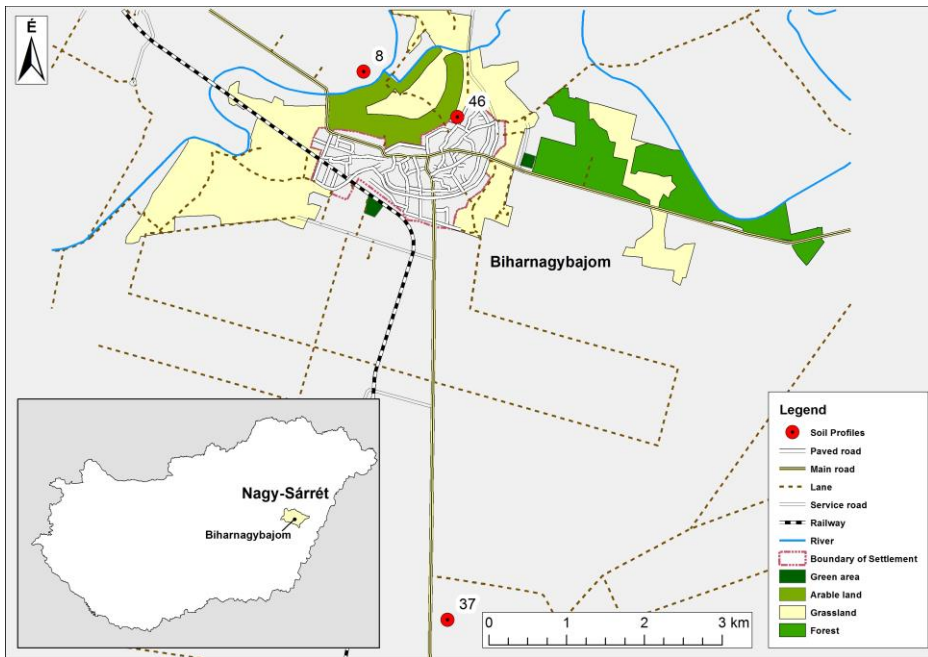 É
8
46
Biharnagybajom
Nagy-Sárrét
Biharnagybajom
37
0 1 2 3 km
Legend
Soil Profiles
Paved road
Main road
Lane
Service road
Railway
River
Boundary of Settlement
Green area
Arable land
Grassland
Forest